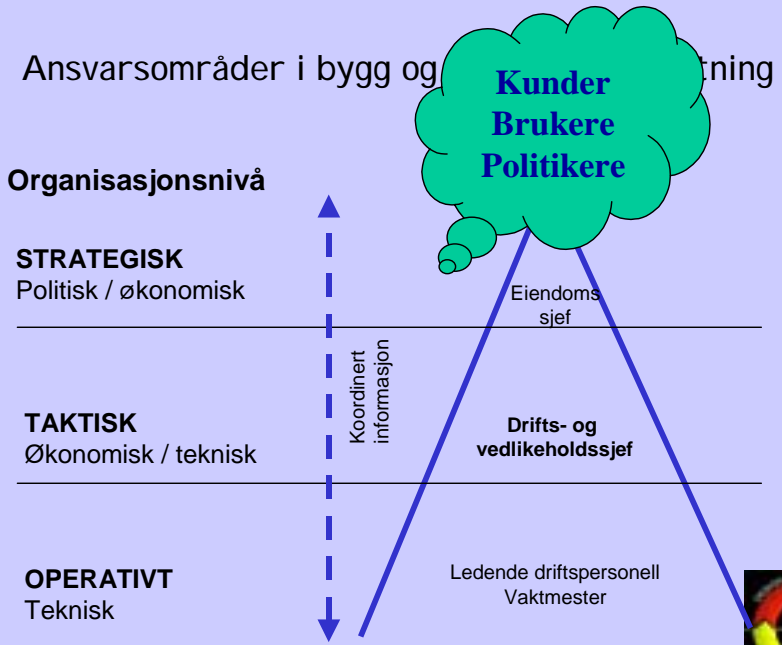 Ansvarsområder i bygg og
Kunder
Brukere
Politikere
Organisasjonsnivå
STRATEGISK
Politisk / økonomisk
Eiendoms
sjef
Koordinert
informasjon
TAKTISK
Økonomisk / teknisk
Drifts- og
vedlikeholdssjef
OPERATIVT
Teknisk
Ledende driftspersonell
Vaktmester